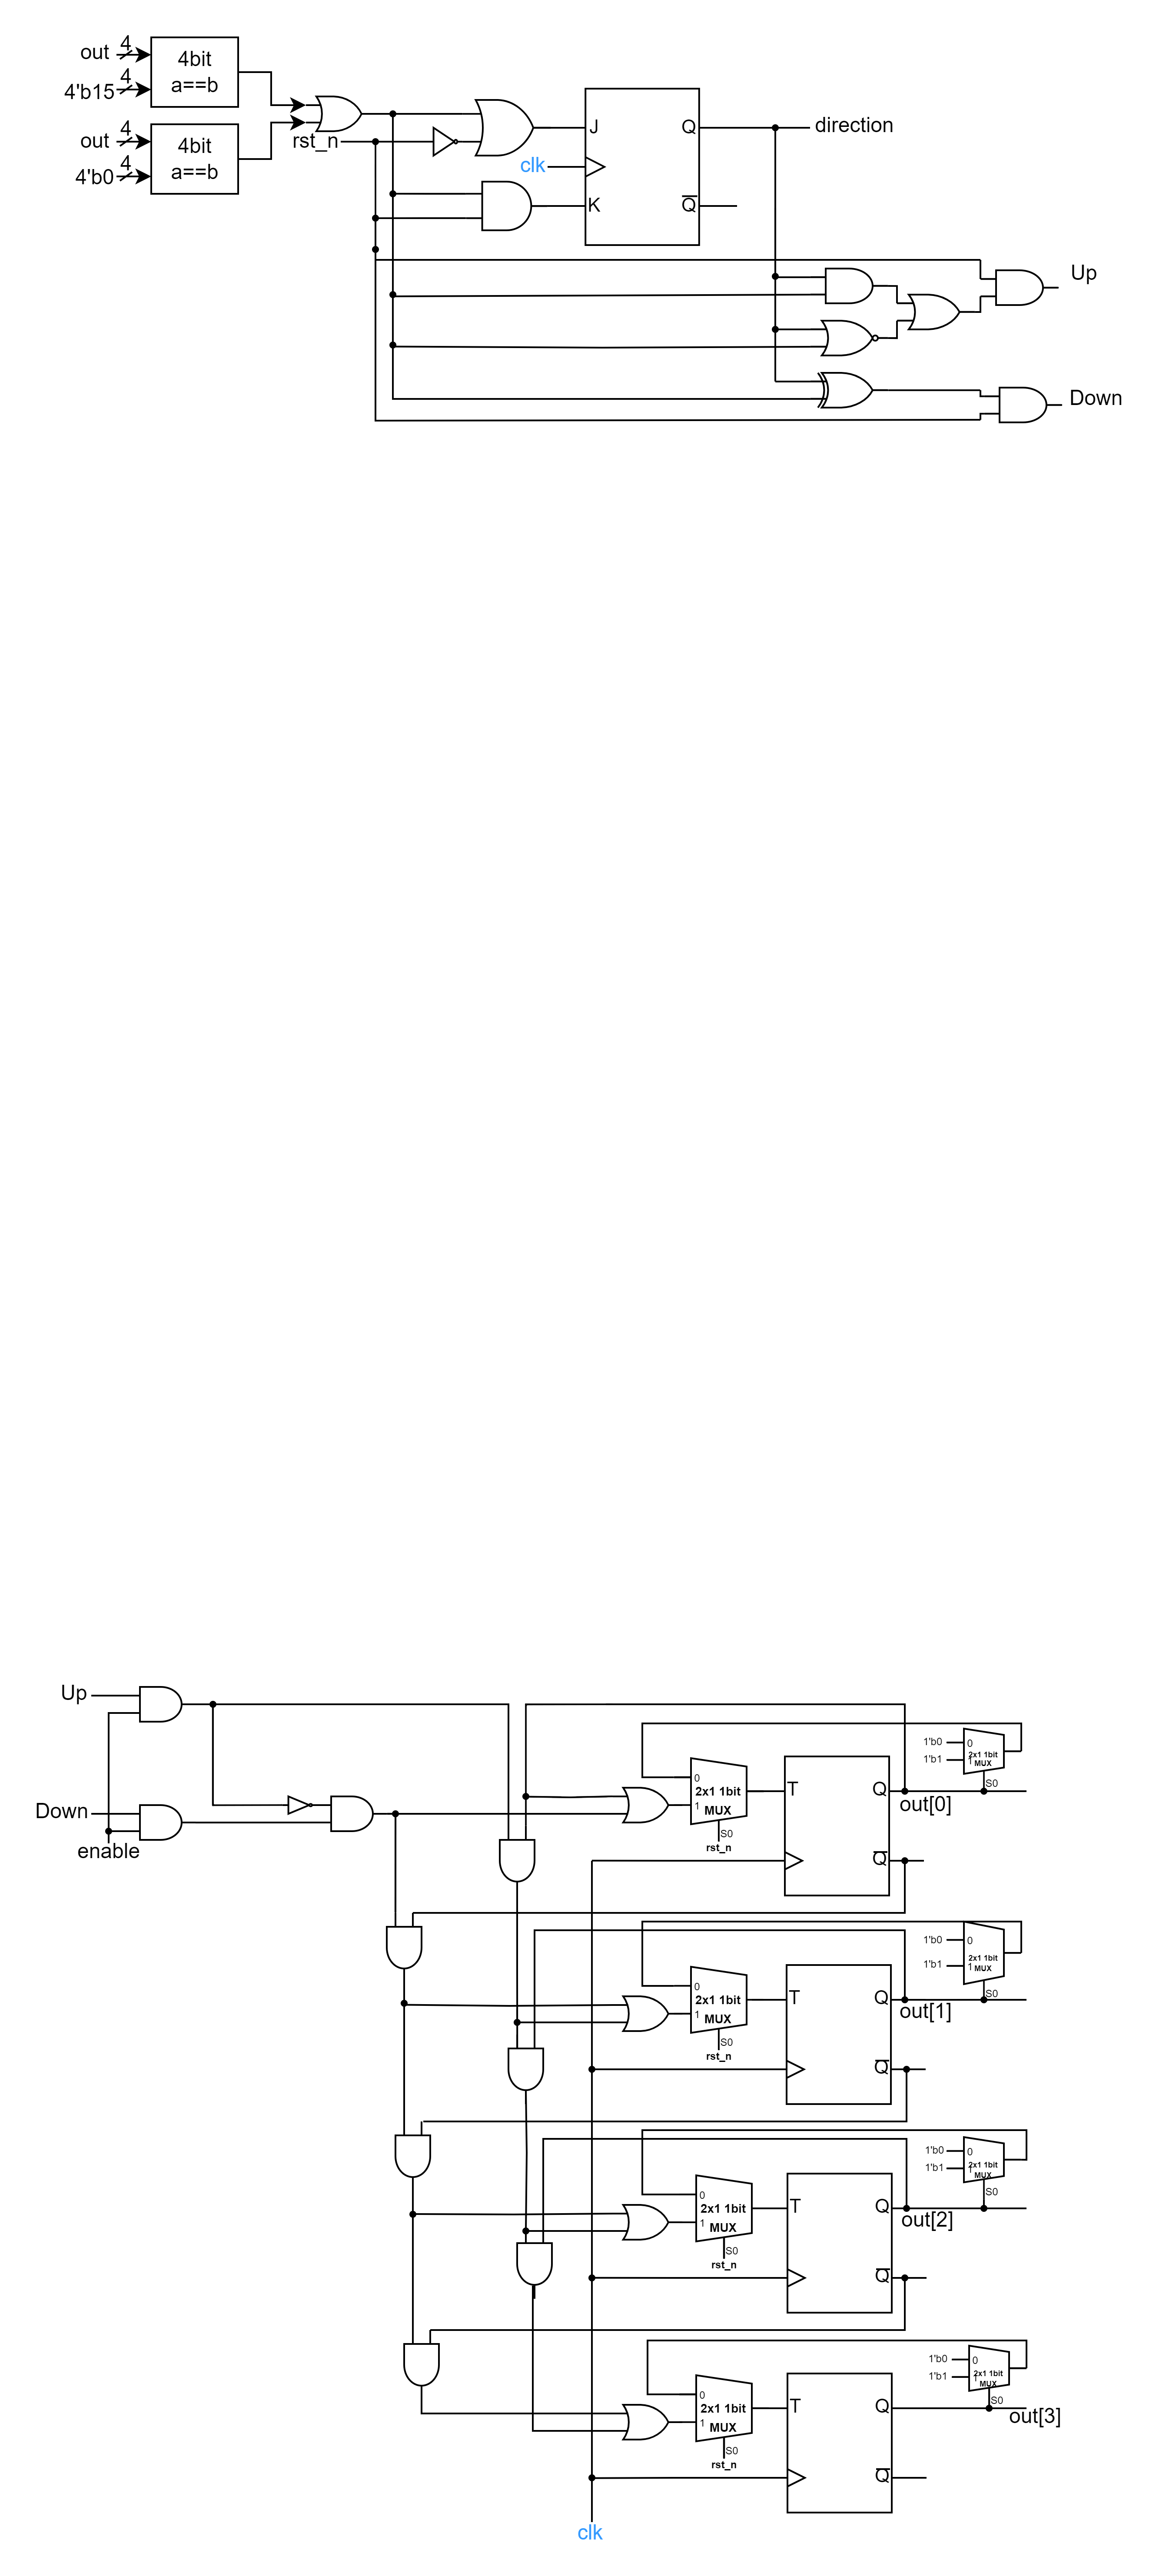 out
4
4bit
a==b
4'b15
4
out
4
4bit
a==b
4'b0
4
rst_n
J
Q
direction
clk
K
Q
Up
Down
Up
Down
enable
1'b0
0
1'b1
1
2x1 1bit
MUX
S0
0
2x1 1bit
1
MUX
S0
rst_n
T
Q
out[0]
Q
1'b0
0
1'b1
1
2x1 1bit
MUX
S0
0
2x1 1bit
1
MUX
S0
rst_n
T
Q
out[1]
Q
1'b0
0
1'b1
1
2x1 1bit
MUX
S0
0
2x1 1bit
1
MUX
S0
rst_n
T
Q
out[2]
Q
1'b0
0
1'b1
1
2x1 1bit
MUX
S0
0
2x1 1bit
1
MUX
S0
rst_n
T
Q
out[3]
Q
clk